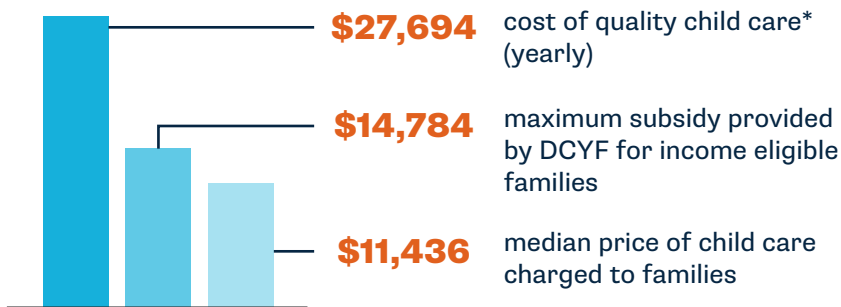 $27,694 cost of quality child care*
(yearly)
$14,784 maximum subsidy provided
by DCYF for income eligible
families
$11,436 median price of child care
charged to families